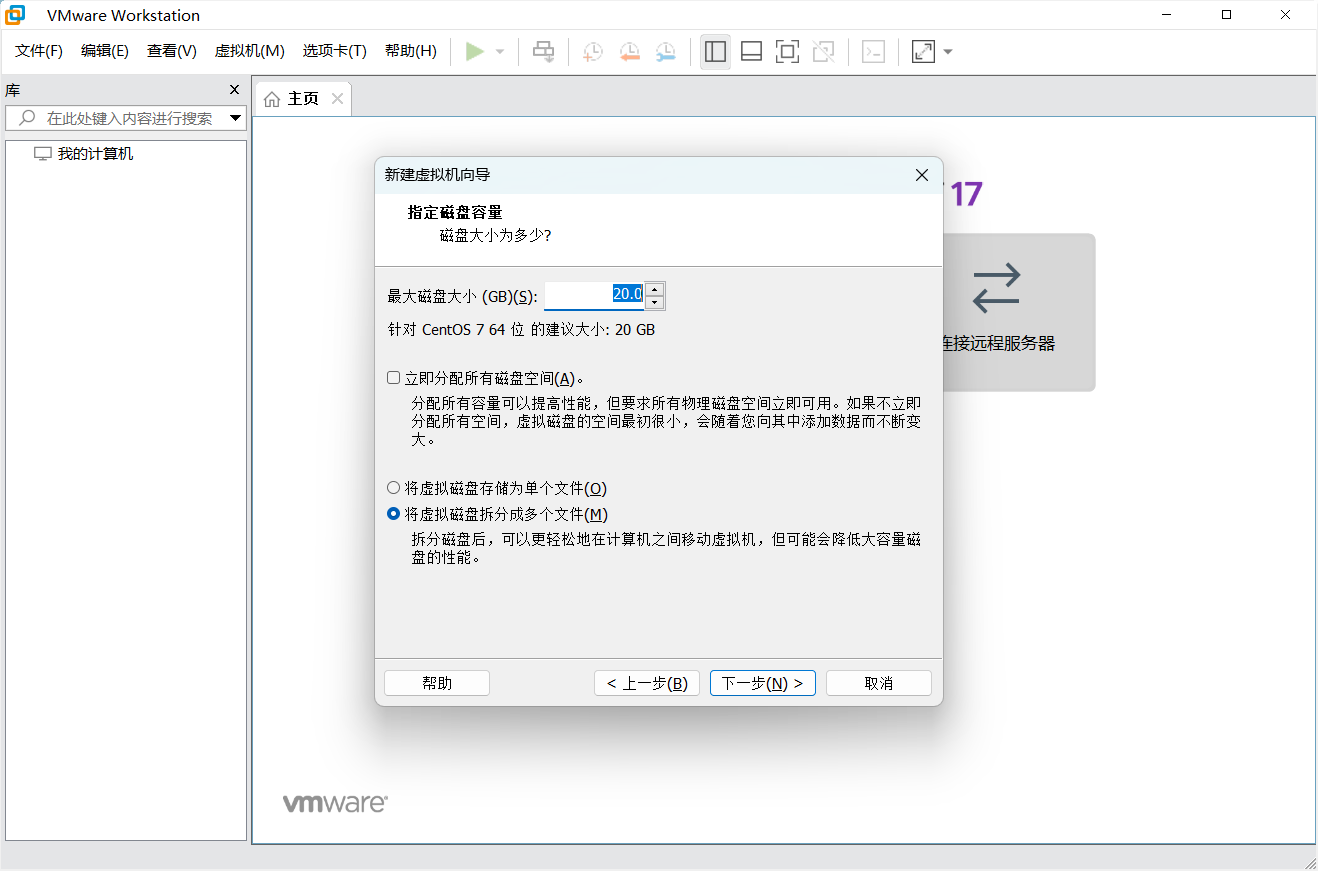 VMware Workstation
文件(F) 编辑(E) 查看(V) 虚拟机(M) 选项卡(T) 帮助(H)
库
主页
在此处键入内容进行搜索
我的计算机
17
连接远程服务器
新建虚拟机向导
指定磁盘容量
磁盘大小为多少?
最大磁盘大小 (GB)(S): 20.0
针对 CentOS 7 64 位 的建议大小: 20 GB
立即分配所有磁盘空间(A)。
分配所有容量可以提高性能，但要求所有物理磁盘空间立即可用。如果不立即
分配所有空间，虚拟磁盘的空间最初很小，会随着您向其中添加数据而不断变
大。
将虚拟磁盘存储为单个文件(O)
将虚拟磁盘拆分成多个文件(M)
拆分磁盘后，可以更轻松地在计算机之间移动虚拟机，但可能会降低大容量磁
盘的性能。
帮助 < 上一步(B) 下一步(N) > 取消
vmware